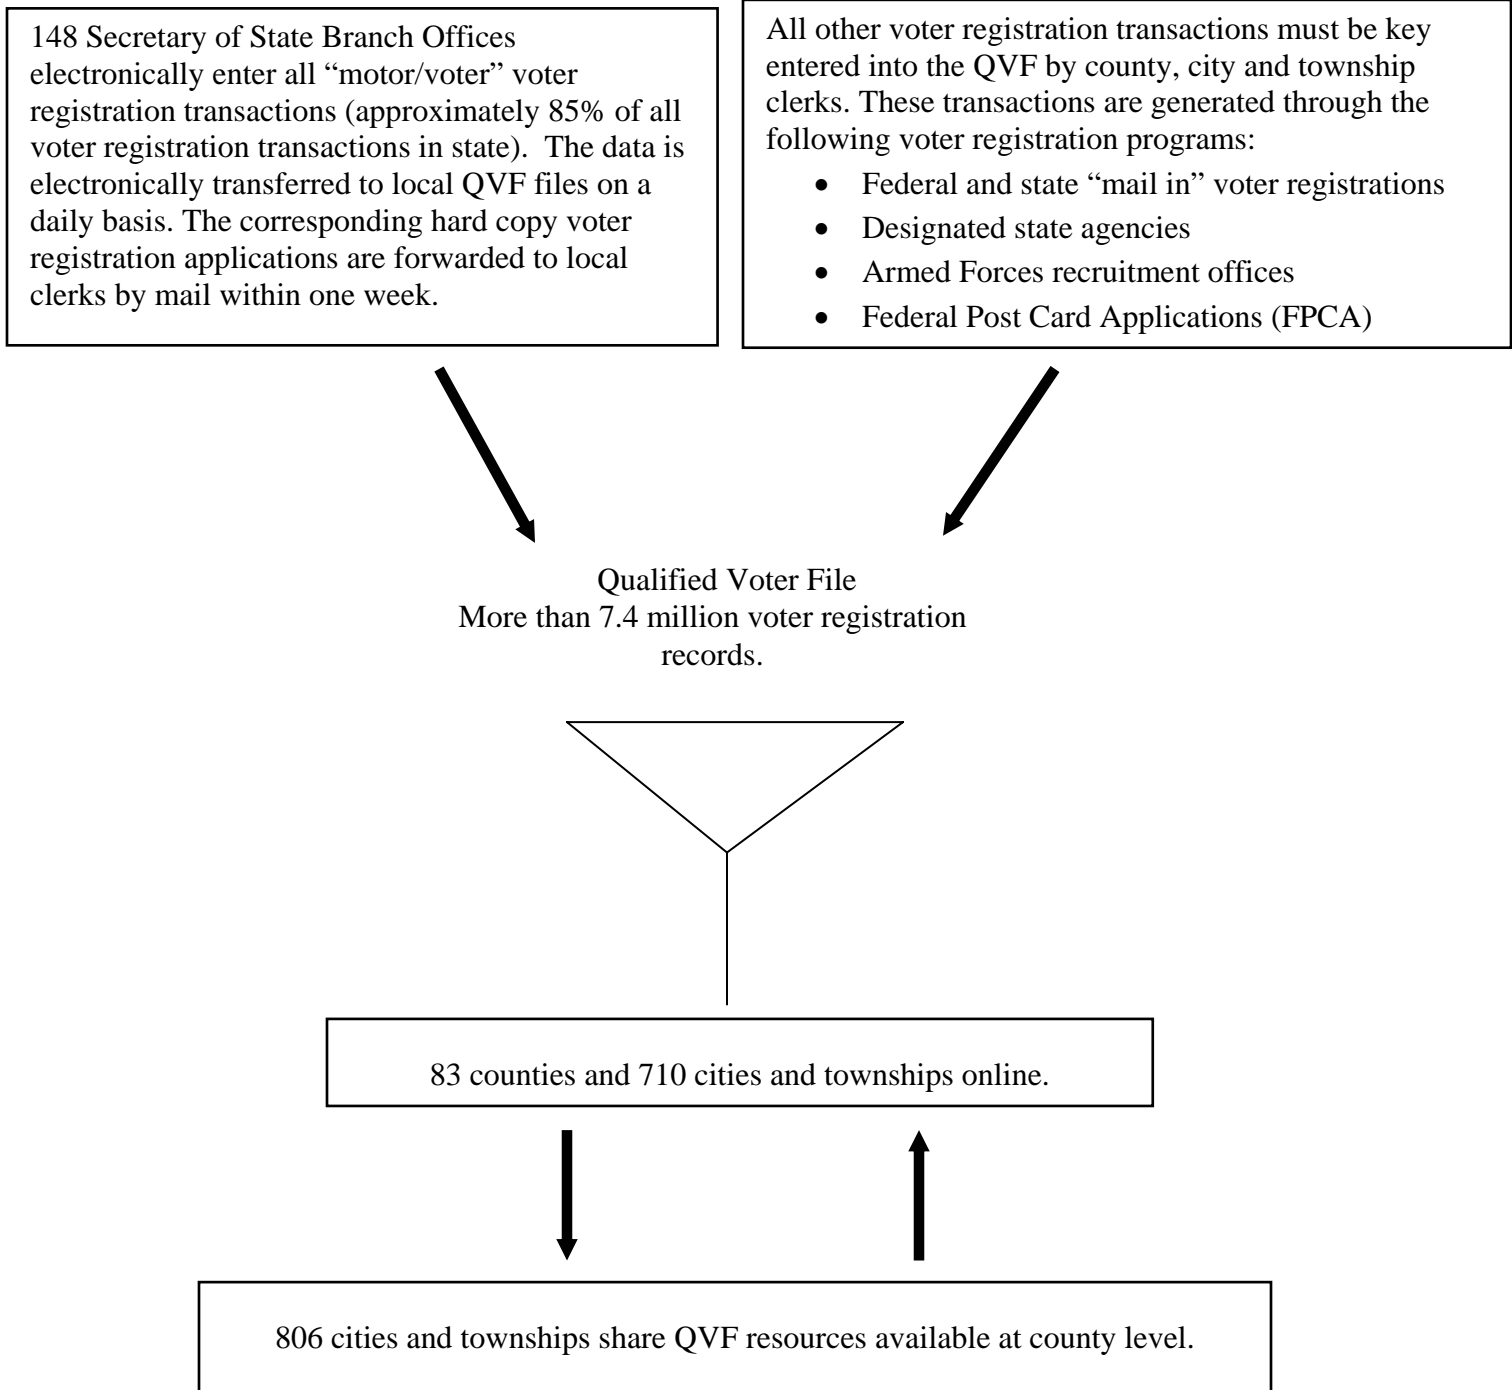 148 Secretary of State Branch Offices
electronically enter all “motor/voter” voter
registration transactions (approximately 85% of all
voter registration transactions in state).  The data is
electronically transferred to local QVF files on a
daily basis. The corresponding hard copy voter
registration applications are forwarded to local
clerks by mail within one week.
All other voter registration transactions must be key
entered into the QVF by county, city and township
clerks. These transactions are generated through the
following voter registration programs:
• Federal and state “mail in” voter registrations
• Designated state agencies
• Armed Forces recruitment offices
• Federal Post Card Applications (FPCA)
Qualified Voter File
More than 7.4 million voter registration
records.
83 counties and 710 cities and townships online.
806 cities and townships share QVF resources available at county level.